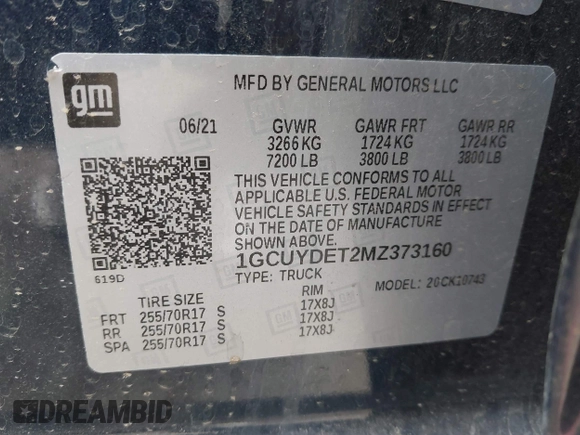 gm
MFD BY GENERAL MOTORS LLC
06/21 GVWR GAWR FRT GAWR RR
3266 KG 1724 KG 1724 KG
7200 LB 3800 LB 3800 LB
THIS VEHICLE CONFORMS TO ALL
APPLICABLE U.S. FEDERAL MOTOR
VEHICLE SAFETY STANDARDS IN EFFECT
ON THE DATE OF MANUFACTURE
SHOWN ABOVE.
1GCUYDET2MZ373160
619D
TYPE: TRUCK MODEL:
TIRE SIZE RIM
FRT 255/70R17 S 17X8J
RR 255/70R17 S 17X8J
SPA 255/70R17 S 17X8J
DREAMBID